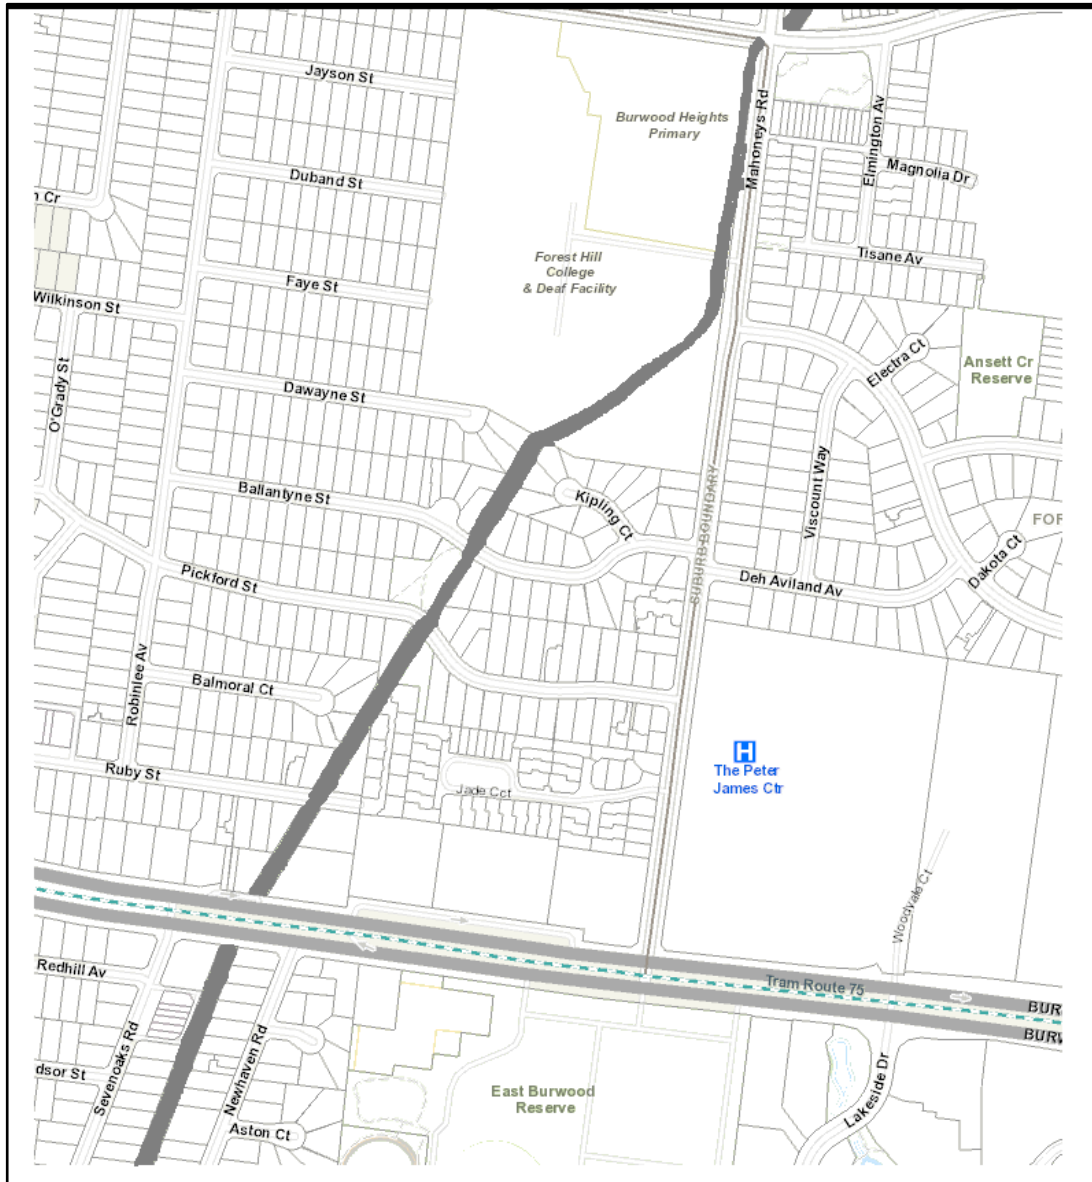 Jayson St
Burwood Heights
Primary
Mahoneys Rd
Elmington Av
Magnolia Dr
Duband St
n Cr
Forest Hill
College
& Deaf Facility
Tisane Av
Faye St
Wilkinson St
O'Grady St
Dawayne St
Electra Ct
Ansett Cr
Reserve
Viscount Way
Ballantyne St
Kipling Ct
SUBURB BOUNDARY
FOR
Dakota Ct
Pickford St
Deh Aviland Av
Robinlee Av
Balmoral Ct
H
The Peter
James Ctr
Ruby St
Jade Cct
Woodvale Ct
Redhill Av
Tram Route 75
BUR
BURW
Sevenoaks Rd
Newhaven Rd
dsor St
East Burwood
Reserve
Lakeside Dr
Aston Ct